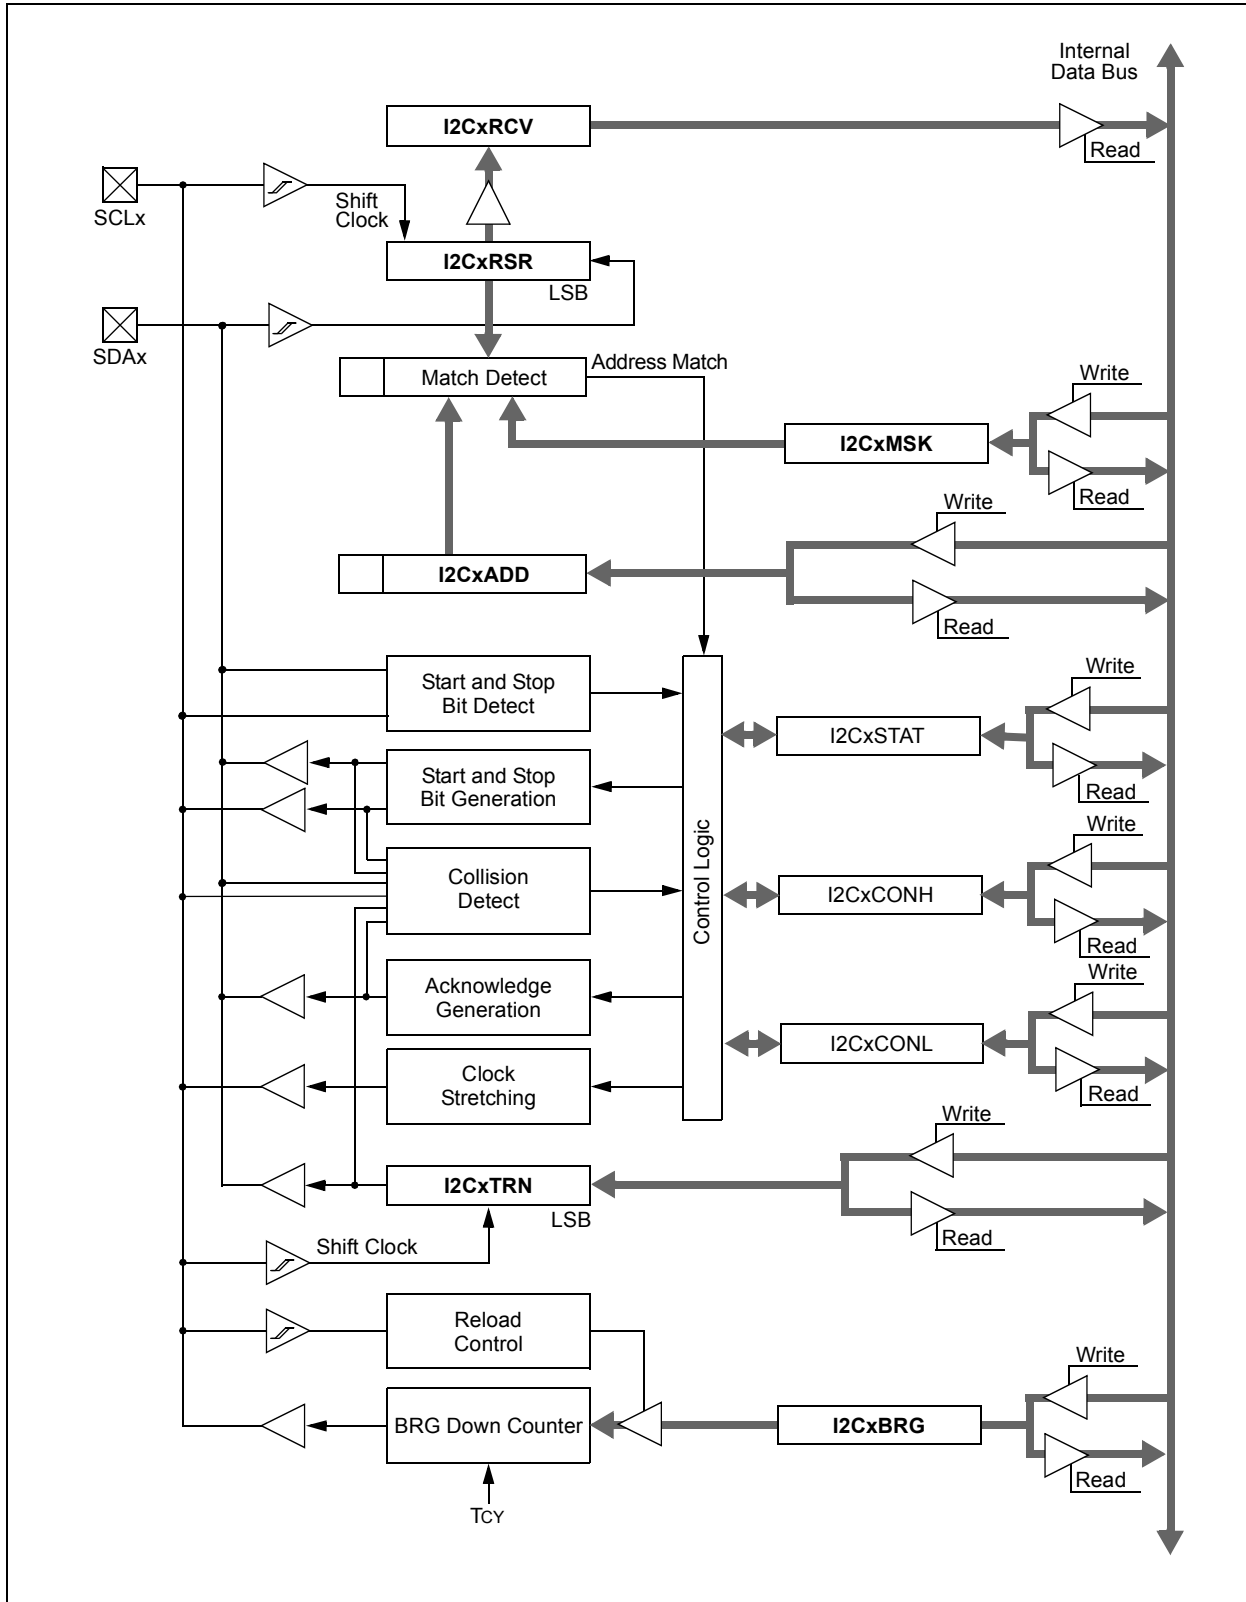 Internal
Data Bus
I2CxRCV
Read
SCLx
Shift
Clock
I2CxRSR
LSB
SDAx
Match Detect
Address Match
Write
I2CxMSK
Read
Write
I2CxADD
Read
Start and Stop
Bit Detect
Write
I2CxSTAT
Read
Start and Stop
Bit Generation
Control Logic
Write
Collision
Detect
I2CxCONH
Read
Acknowledge
Generation
Write
I2CxCONL
Read
Clock
Stretching
Write
I2CxTRN
LSB
Read
Shift Clock
Reload
Control
Write
BRG Down Counter
I2CxBRG
Read
TCY